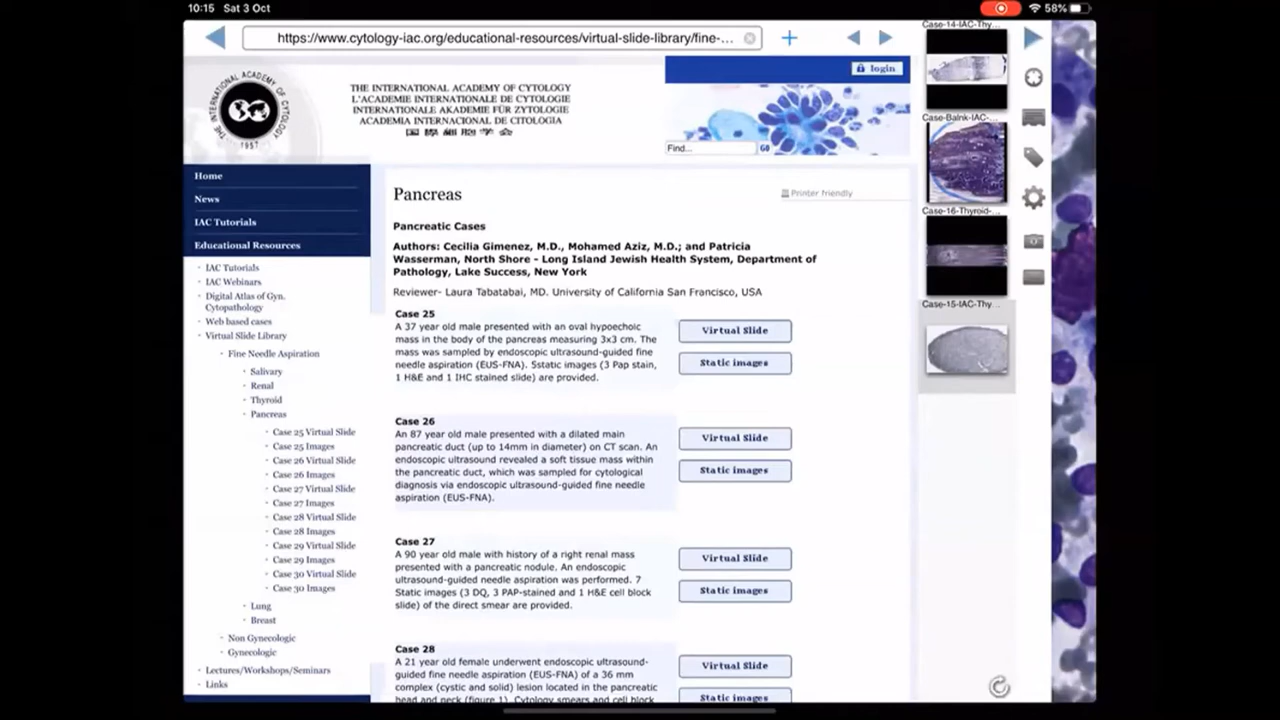 10:15 Sat 3 Oct
58%
https://www.cytology-iac.org/educational-resources/virtual-slide-library/fine-...
THE INTERNATIONAL ACADEMY OF CYTOLOGY
1957
THE INTERNATIONAL ACADEMY OF CYTOLOGY
L'ACADEMIE INTERNATIONALE DE CYTOLOGIE
INTERNATIONALE AKADEMIE FÜR ZYTOLOGIE
ACADEMIA INTERNACIONAL DE CITOLOGIA
login
Find...
GO
Home
News
IAC Tutorials
Educational Resources
IAC Tutorials
IAC Webinars
Digital Atlas of Gyn.
Cytopathology
Web based cases
Virtual Slide Library
Fine Needle Aspiration
Salivary
Renal
Thyroid
Pancreas
Case 25 Virtual Slide
Case 25 Images
Case 26 Virtual Slide
Case 26 Images
Case 27 Virtual Slide
Case 27 Images
Case 28 Virtual Slide
Case 28 Images
Case 29 Virtual Slide
Case 29 Images
Case 30 Virtual Slide
Case 30 Images
Lung
Breast
Non Gynecologic
Gynecologic
Lectures/Workshops/Seminars
Links
Pancreas
Printer friendly
Pancreatic Cases
Authors: Cecilia Gimenez, M.D., Mohamed Aziz, M.D.; and Patricia
Wasserman, North Shore - Long Island Jewish Health System, Department of
Pathology, Lake Success, New York
Reviewer- Laura Tabatabai, MD. University of California San Francisco, USA
Case 25
A 37 year old male presented with an oval hypoechoic
mass in the body of the pancreas measuring 3x3 cm. The
mass was sampled by endoscopic ultrasound-guided fine
needle aspiration (EUS-FNA). 5static images (3 Pap stain,
1 H&E and 1 IHC stained slide) are provided.
Virtual Slide
Static images
Case 26
An 87 year old male presented with a dilated main
pancreatic duct (up to 14mm in diameter) on CT scan. An
endoscopic ultrasound revealed a soft tissue mass within
the pancreatic duct, which was sampled for cytological
diagnosis via endoscopic ultrasound-guided fine needle
aspiration (EUS-FNA).
Virtual Slide
Static images
Case 27
A 90 year old male with history of a right renal mass
presented with a pancreatic nodule. An endoscopic
ultrasound-guided needle aspiration was performed. 7
Static images (3 DQ, 3 PAP-stained and 1 H&E cell block
slide) of the direct smear are provided.
Virtual Slide
Static images
Case 28
A 21 year old female underwent endoscopic ultrasound-
guided fine needle aspiration (EUS-FNA) of a 36 mm
complex (cystic and solid) lesion located in the pancreatic
head and neck (figure 1). Cytology smears and cell block
Virtual Slide
Static images
Case-14-IAC-Thy...
Case-Balnk-IAC-...
Case-16-Thyroid-...
Case-15-IAC-Thy...